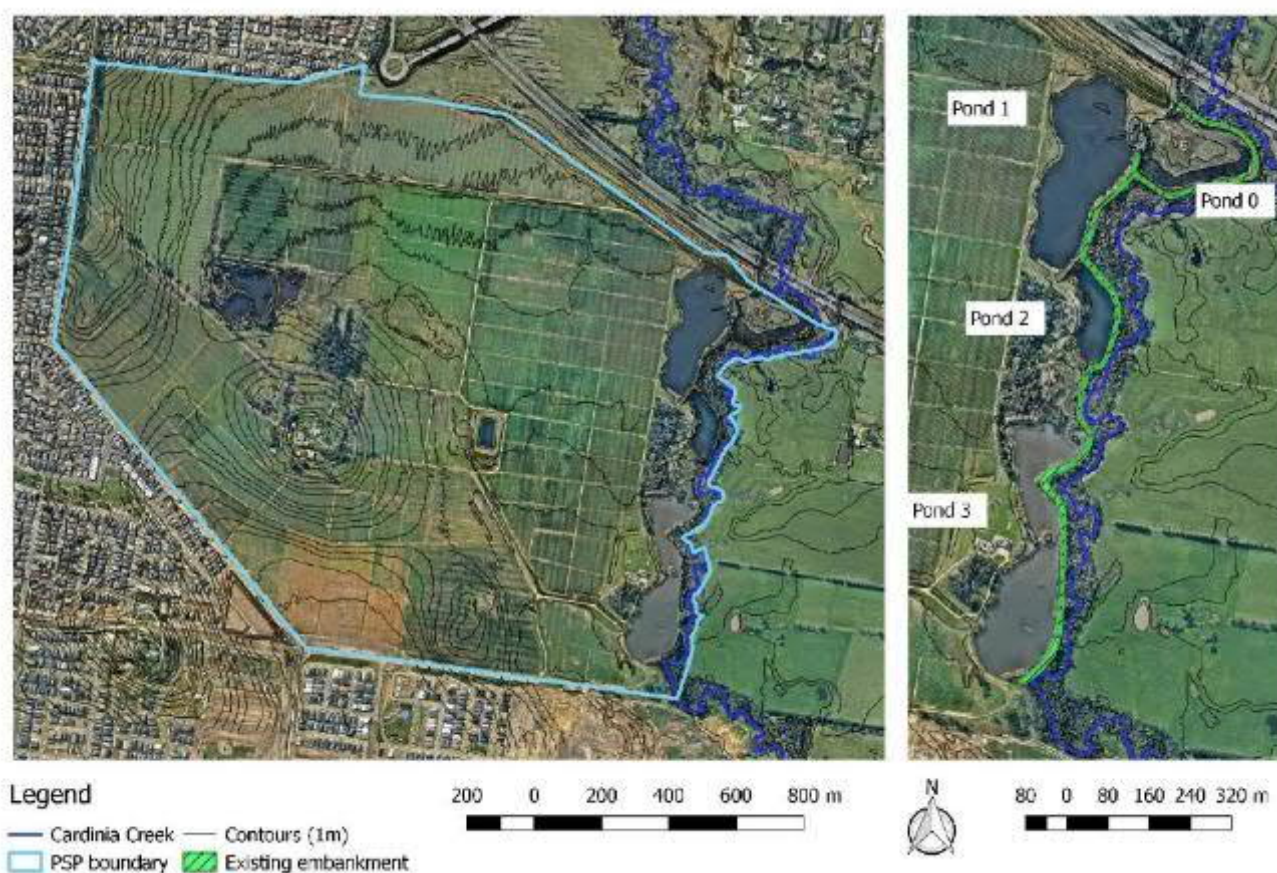 Pond 1
Pond 0
Pond 2
Pond 3
Legend
Cardinia Creek
Contours (1m)
PSP boundary
Existing embankment
200 0 200 400 600 800 m
N
80 0 80 160 240 320 m